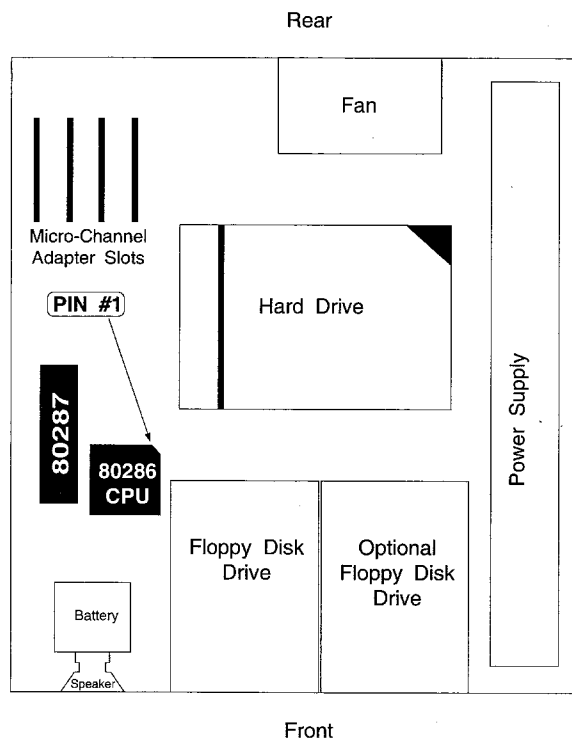 Rear
Fan
Micro-Channel
Adapter Slots
PIN #1
Hard Drive
Power Supply
80287
80286
CPU
Floppy Disk
Drive
Optional
Floppy Disk
Drive
Battery
Speaker
Front